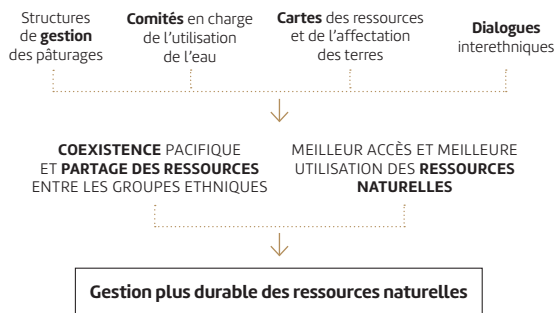 Structures
de gestion
des pâturages
Comités en charge
de l'utilisation
de l'eau
Cartes des ressources
et de l'affectation
des terres
Dialogues
interethniques
COEXISTENCE PACIFIQUE
ET PARTAGE DES RESSOURCES
ENTRE LES GROUPES ETHNIQUES
MEILLEUR ACCÈS ET MEILLEURE
UTILISATION DES RESSOURCES
NATURELLES
Gestion plus durable des ressources naturelles